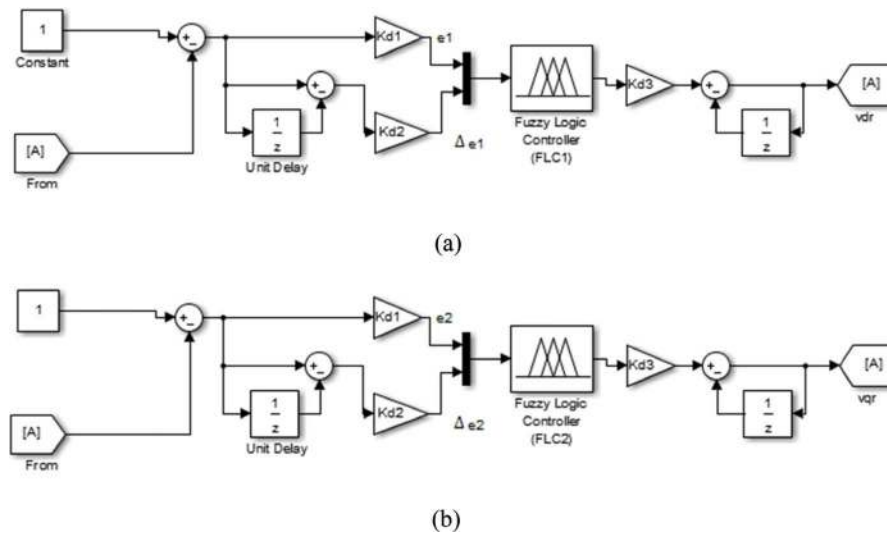 1
Constant
+
−
Kd1
e1
+
−
1
z
Unit Delay
Kd2
Δ e1
Fuzzy Logic
Controller
(FLC1)
Kd3
+
−
1
z
[A]
vdr
[A]
From
(a)
1
+
−
Kd1
e2
+
−
1
z
Unit Delay
Kd2
Δ e2
Fuzzy Logic
Controller
(FLC2)
Kd3
+
−
1
z
[A]
vqr
[A]
From
(b)